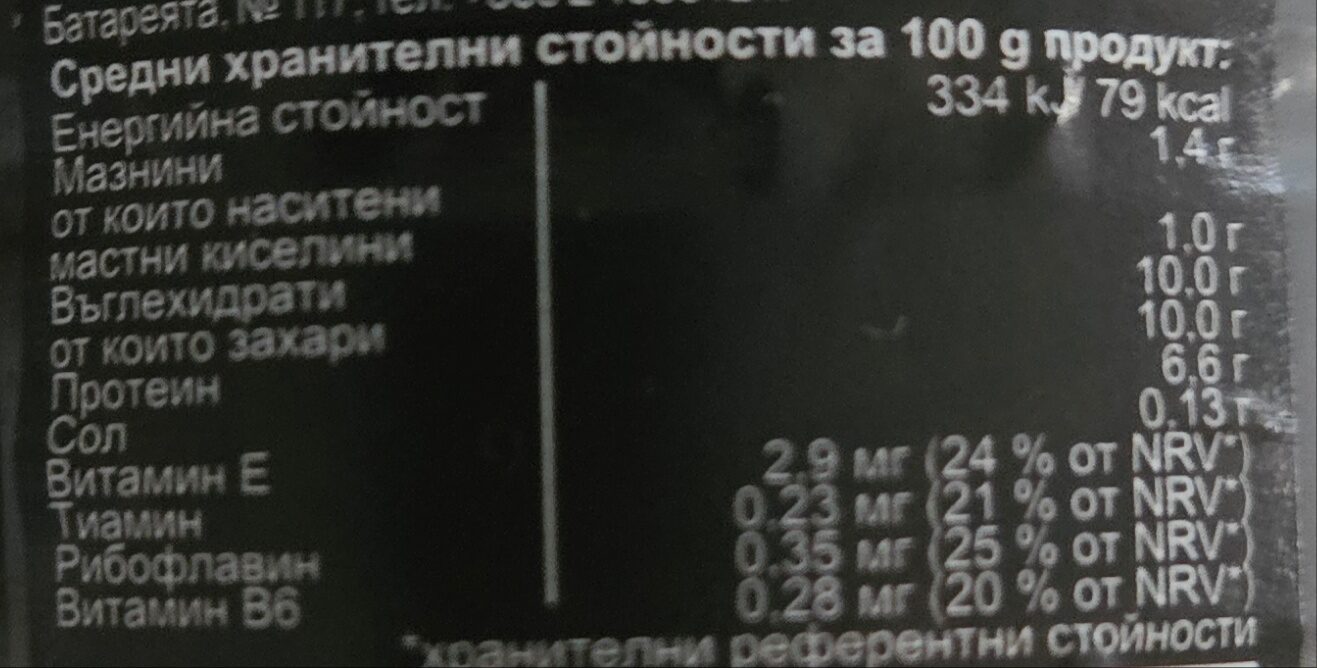 Батареята, № 117, тел.
Средни хранителни стойности за 100 g продукт:
Енергийна стойност 334 kJ/ 79 kcal
Мазнини 1,4 г
от които наситени
мастни киселини 1,0 г
Въглехидрати 10,0 г
от които захари 10,0 г
Протеин 6,6 г
Сол 0,13 г
Витамин Е 2,9 мг (24 % от NRV*)
Тиамин 0,23 мг (21 % от NRV*)
Рибофлавин 0,35 мг (25 % от NRV*)
Витамин В6 0,28 мг (20 % от NRV*)
*хранителни референтни стойности